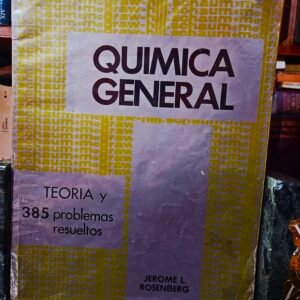 QUIMICA
GENERAL
TEORIA y
385 problemas
resueltos
JEROME L.
ROSENBERG